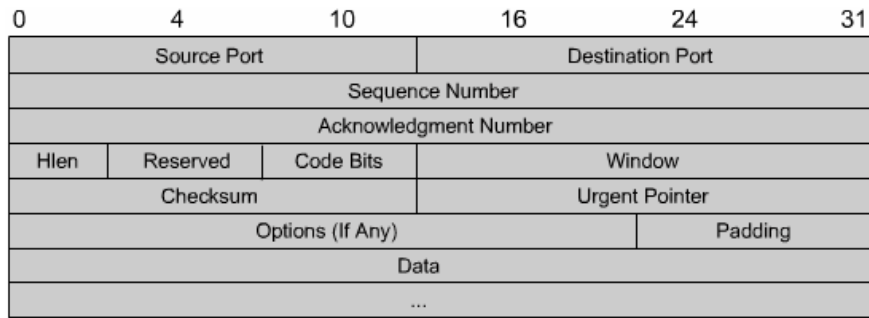 0 4 10 16 24 31
Source Port Destination Port
Sequence Number
Acknowledgment Number
Hlen Reserved Code Bits Window
Checksum Urgent Pointer
Options (If Any) Padding
Data
...